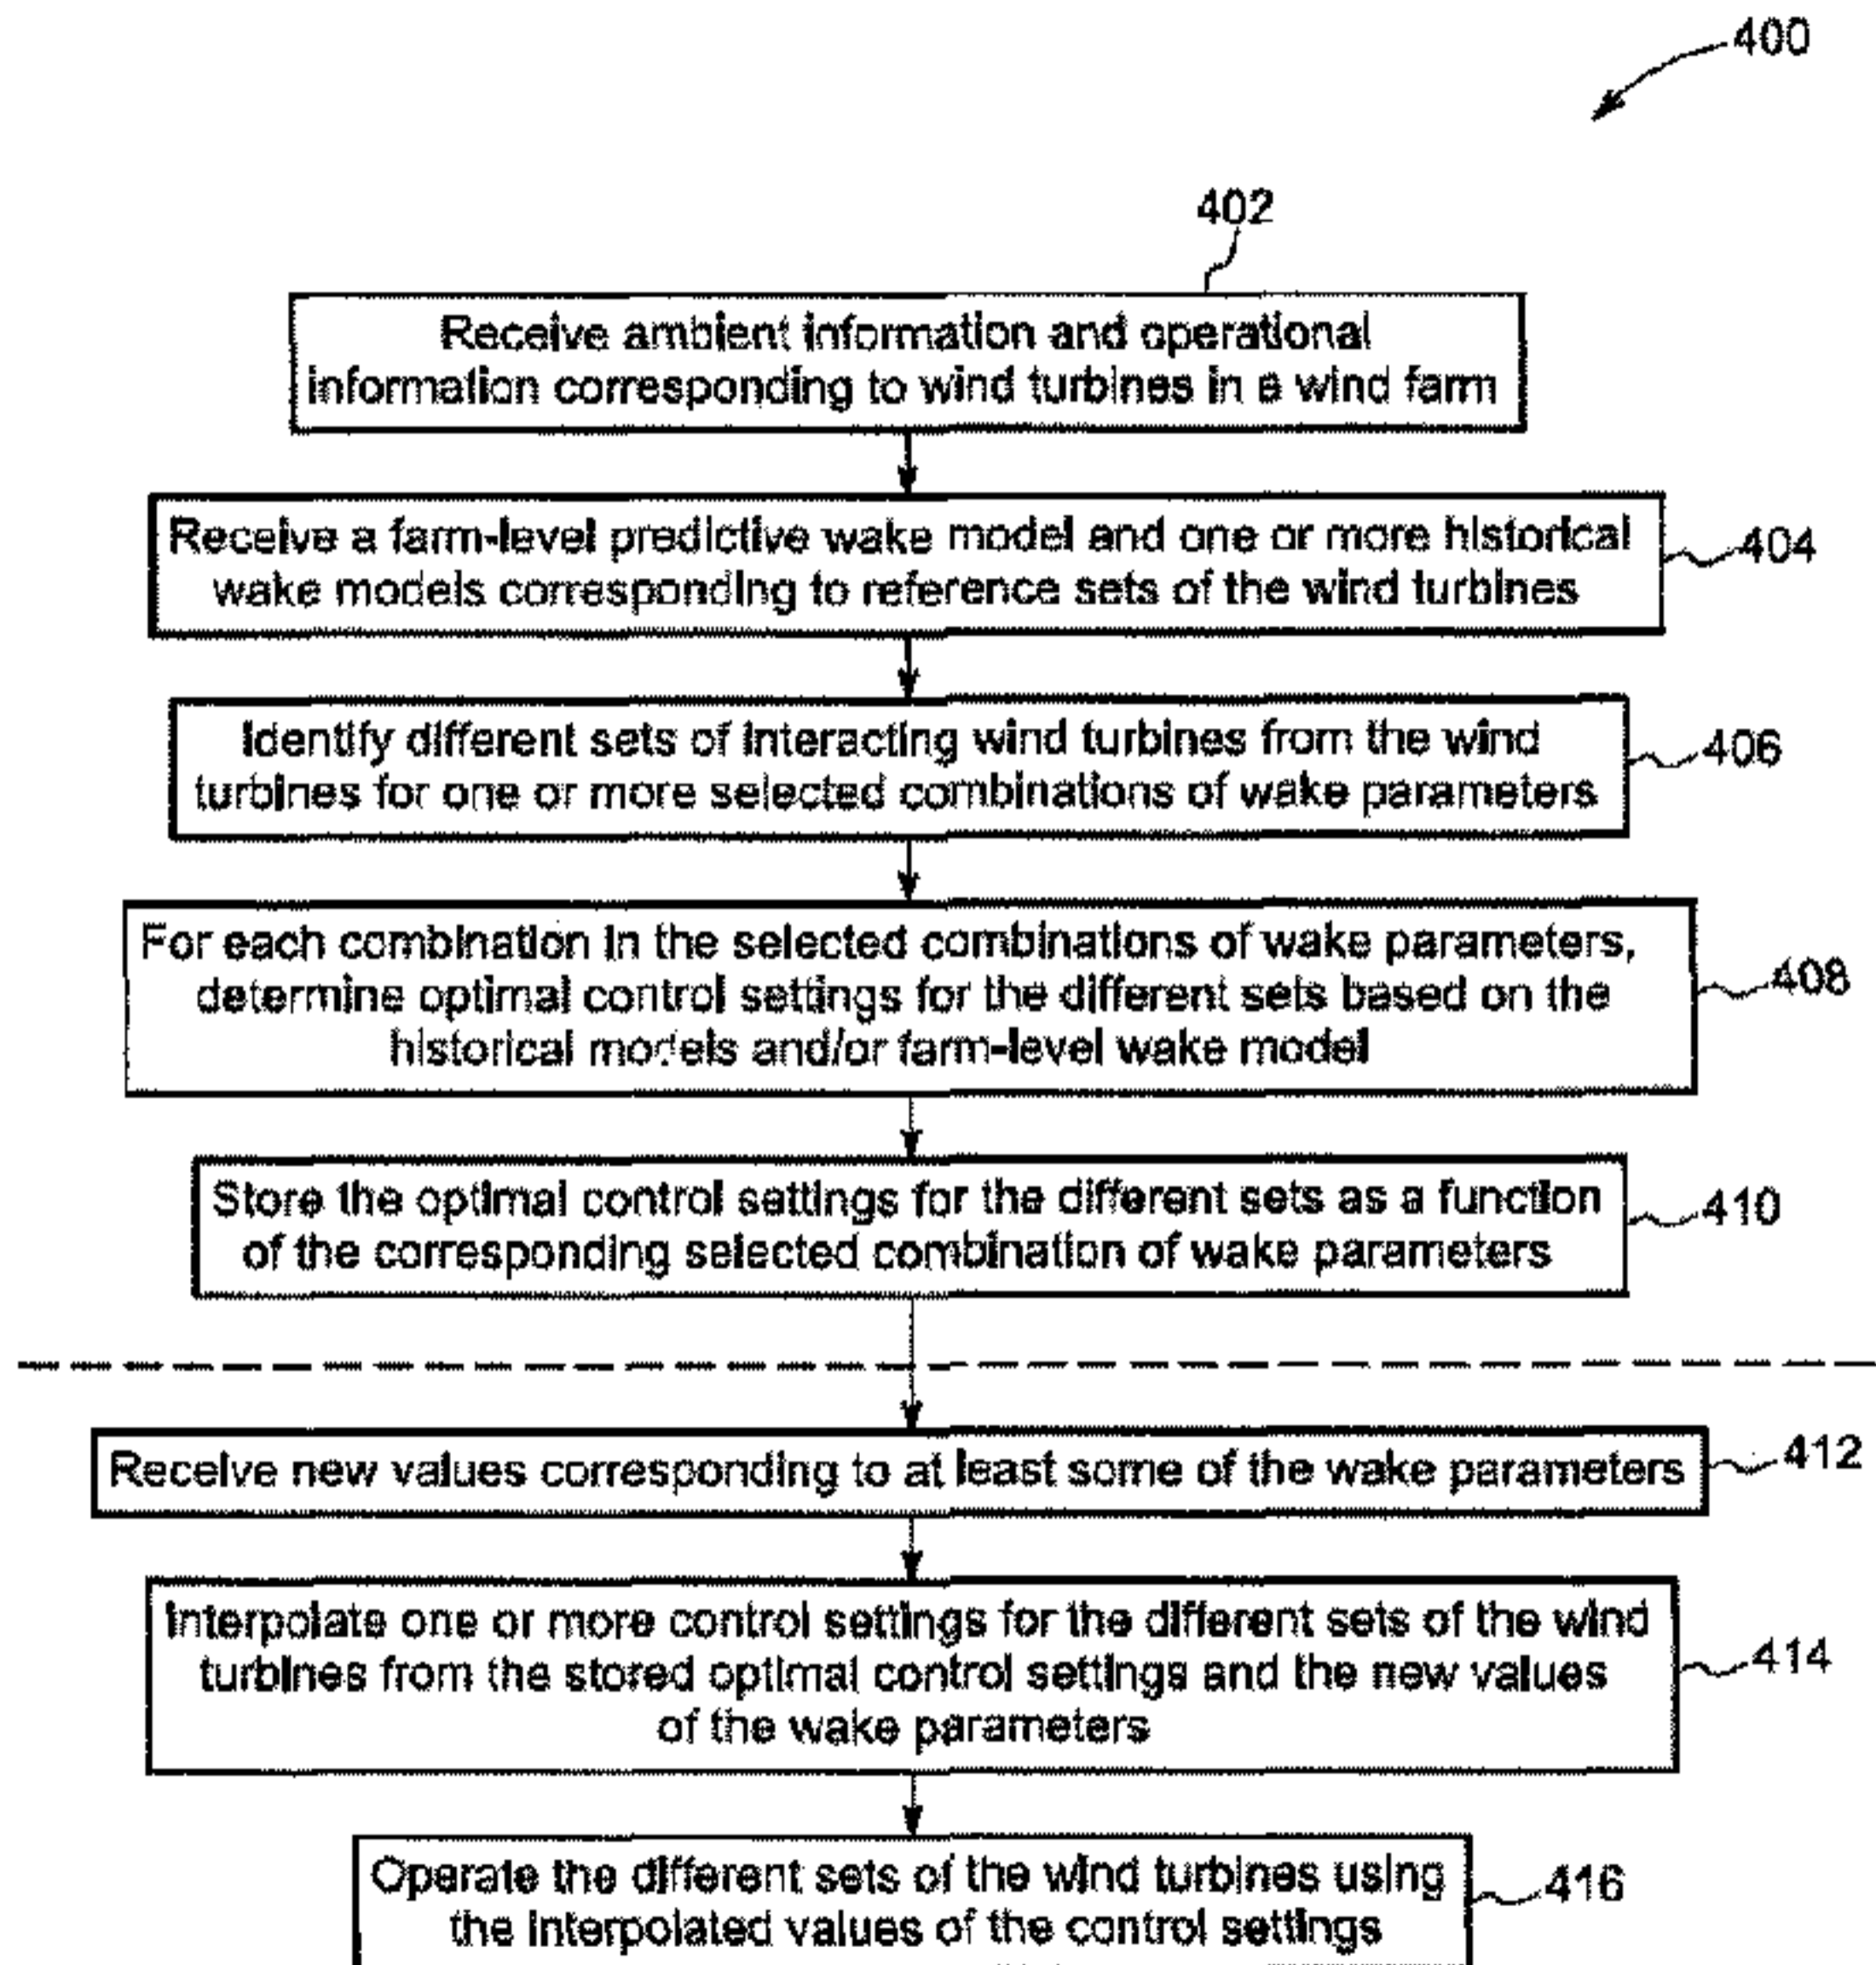 400
402
Receive ambient information and operational
information corresponding to wind turbines in a wind farm
Receive a farm-level predictive wake model and one or more historical
wake models corresponding to reference sets of the wind turbines
404
Identify different sets of interacting wind turbines from the wind
turbines for one or more selected combinations of wake parameters
406
For each combination in the selected combinations of wake parameters,
determine optimal control settings for the different sets based on the
historical models and/or farm-level wake model
408
Store the optimal control settings for the different sets as a function
of the corresponding selected combination of wake parameters
410
Receive new values corresponding to at least some of the wake parameters
412
Interpolate one or more control settings for the different sets of the wind
turbines from the stored optimal control settings and the new values
of the wake parameters
414
Operate the different sets of the wind turbines using
the interpolated values of the control settings
416